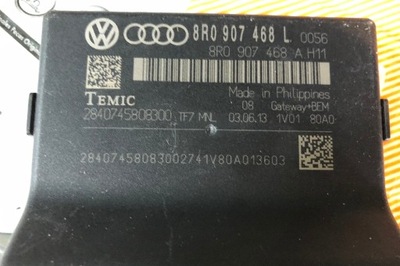 8R0 907 468 L 0056
8R0 907 468 A H11
Made in Philippines
TEMIC 08 Gateway+BEM
2840745808300 TF7 MNL 03.06.13 1V01 80A0
28407458083002741V80A013603